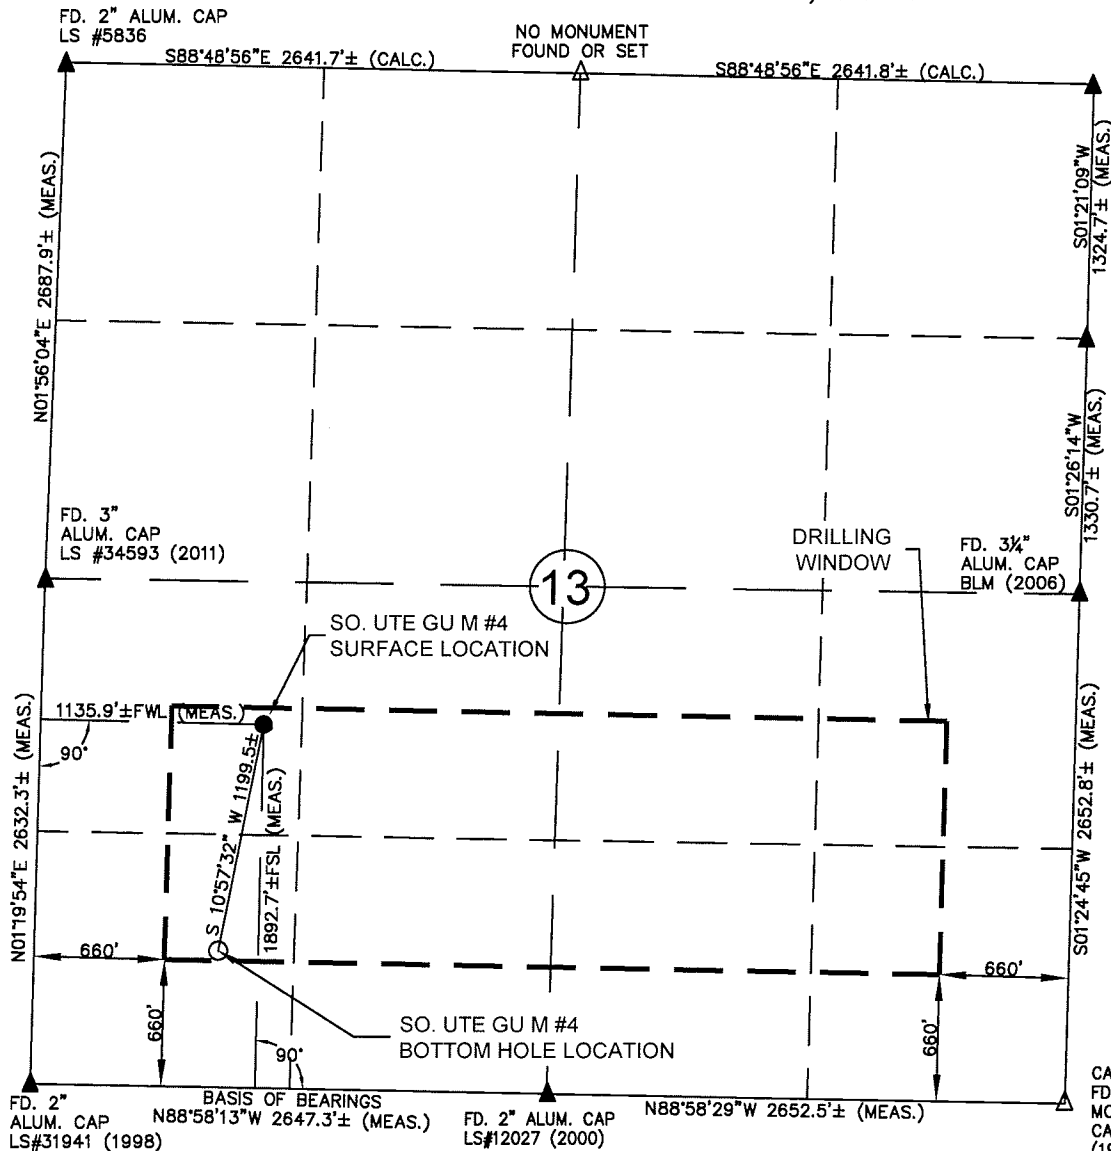 FD. 2" ALUM. CAP
LS #5836
NO MONUMENT
FOUND OR SET
S88°48'56"E 2641.7'± (CALC.)
S88°48'56"E 2641.8'± (CALC.)
N01°56'04"E 2687.9'± (MEAS.)
S01°21'09"W
1324.7'± (MEAS.)
S01°26'14"W
1330.7'± (MEAS.)
FD. 3"
ALUM. CAP
LS #34593 (2011)
DRILLING
WINDOW
FD. 3¼"
ALUM. CAP
BLM (2006)
13
SO. UTE GU M #4
SURFACE LOCATION
1135.9'±FWL (MEAS.)
90°
N01°19'54"E 2632.3'± (MEAS.)
S 10°57'32" W 1199.5±
1892.7'±FSL (MEAS.)
S01°24'45"W 2652.8'± (MEAS.)
660'
660'
660'
660'
SO. UTE GU M #4
BOTTOM HOLE LOCATION
90°
FD. 2"
ALUM. CAP
LS#31941 (1998)
BASIS OF BEARINGS
N88°58'13"W 2647.3'± (MEAS.)
FD. 2" ALUM. CAP
LS#12027 (2000)
N88°58'29"W 2652.5'± (MEAS.)
CA
FD
MO
CA